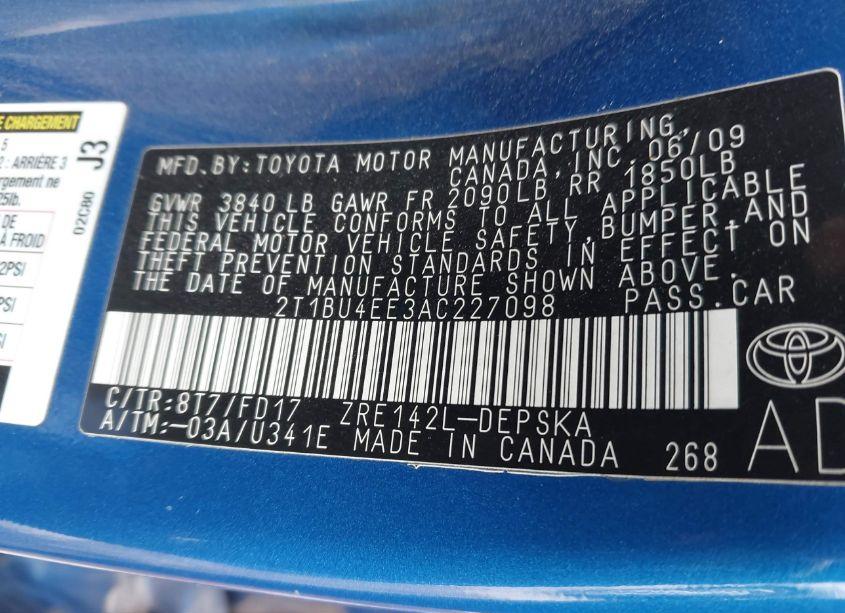 E CHARGEMENT
5
: ARRIÈRE 3
rgement ne
25lb.
DE
À FROID
2PSI
PSI
J3
02C80
MFD.BY:TOYOTA MOTOR MANUFACTURING,
CANADA,INC.06/09
GVWR 3840LB GAWR FR 2090LB RR 1850LB
THIS VEHICLE CONFORMS TO ALL APPLICABLE
FEDERAL MOTOR VEHICLE SAFETY,BUMPER,AND
THEFT PREVENTION STANDARDS IN EFFECT ON
THE DATE OF MANUFACTURE SHOWN ABOVE.
2T1BU4EE3AC227098 PASS.CAR
C/TR:8T7/FD17 ZRE142L-DEPSKA
A/TM:-03A/U341E MADE IN CANADA 268 AD